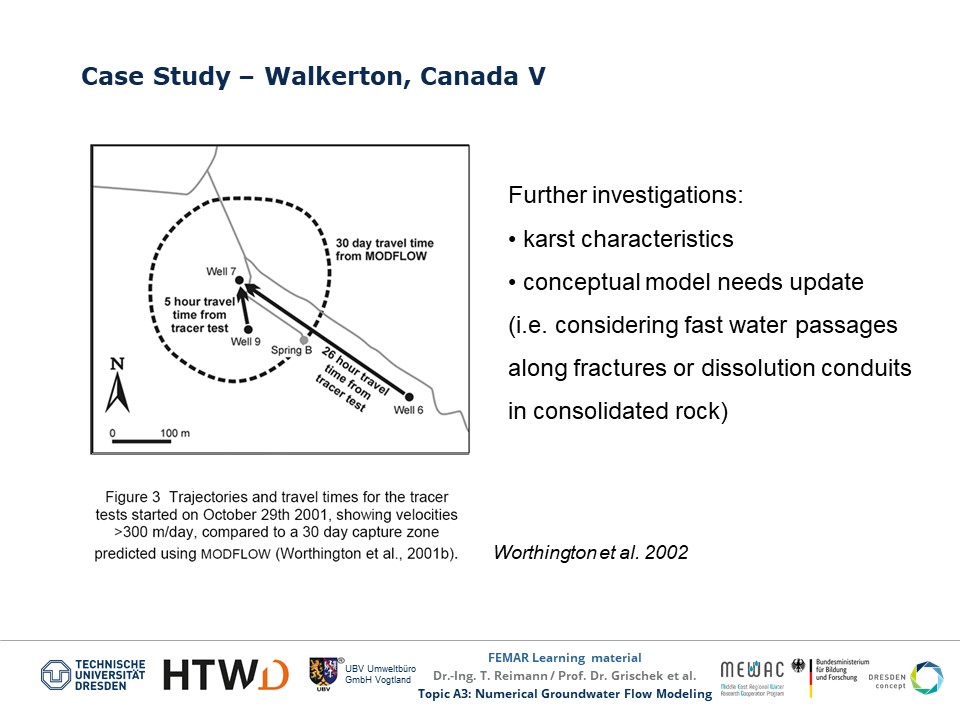 Case Study – Walkerton, Canada V
30 day travel time
from MODFLOW
Well 7
5 hour travel
time from
tracer test
Well 9
Spring B
26 hour travel
time from
tracer test
Well 6
N
0 100 m
Figure 3 Trajectories and travel times for the tracer
tests started on October 29th 2001, showing velocities
>300 m/day, compared to a 30 day capture zone
predicted using MODFLOW (Worthington et al., 2001b).
Further investigations:
• karst characteristics
• conceptual model needs update
(i.e. considering fast water passages
along fractures or dissolution conduits
in consolidated rock)
Worthington et al. 2002
TECHNISCHE
UNIVERSITÄT
DRESDEN
HTWD
®
UBV
UBV Umweltbüro
GmbH Vogtland
FEMAR Learning material
Dr.-Ing. T. Reimann / Prof. Dr. Grischek et al.
Topic A3: Numerical Groundwater Flow Modeling
MEWAC
Middle East Regional Water
Research Cooperation Program
Bundesministerium
für Bildung
und Forschung
DRESDEN
concept